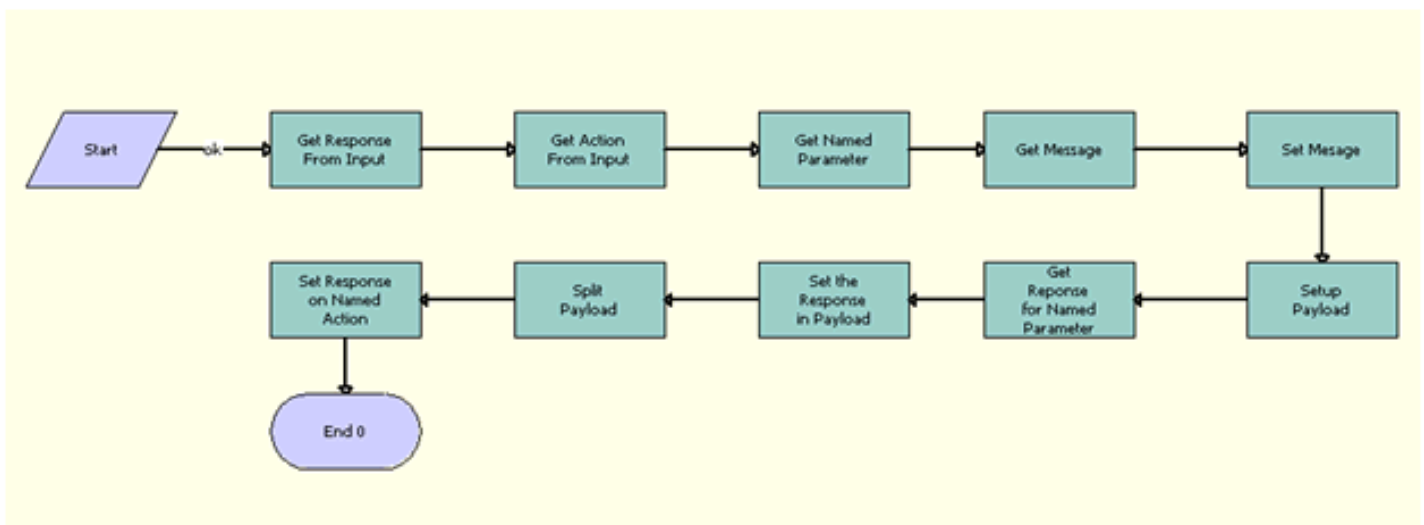 Start
ok
Get Response
From Input
Get Action
From Input
Get Named
Parameter
Get Message
Set Mesage
Setup
Payload
Get
Reponse
for Named
Parameter
Set the
Response
in Payload
Split
Payload
Set Response
on Named
Action
End 0